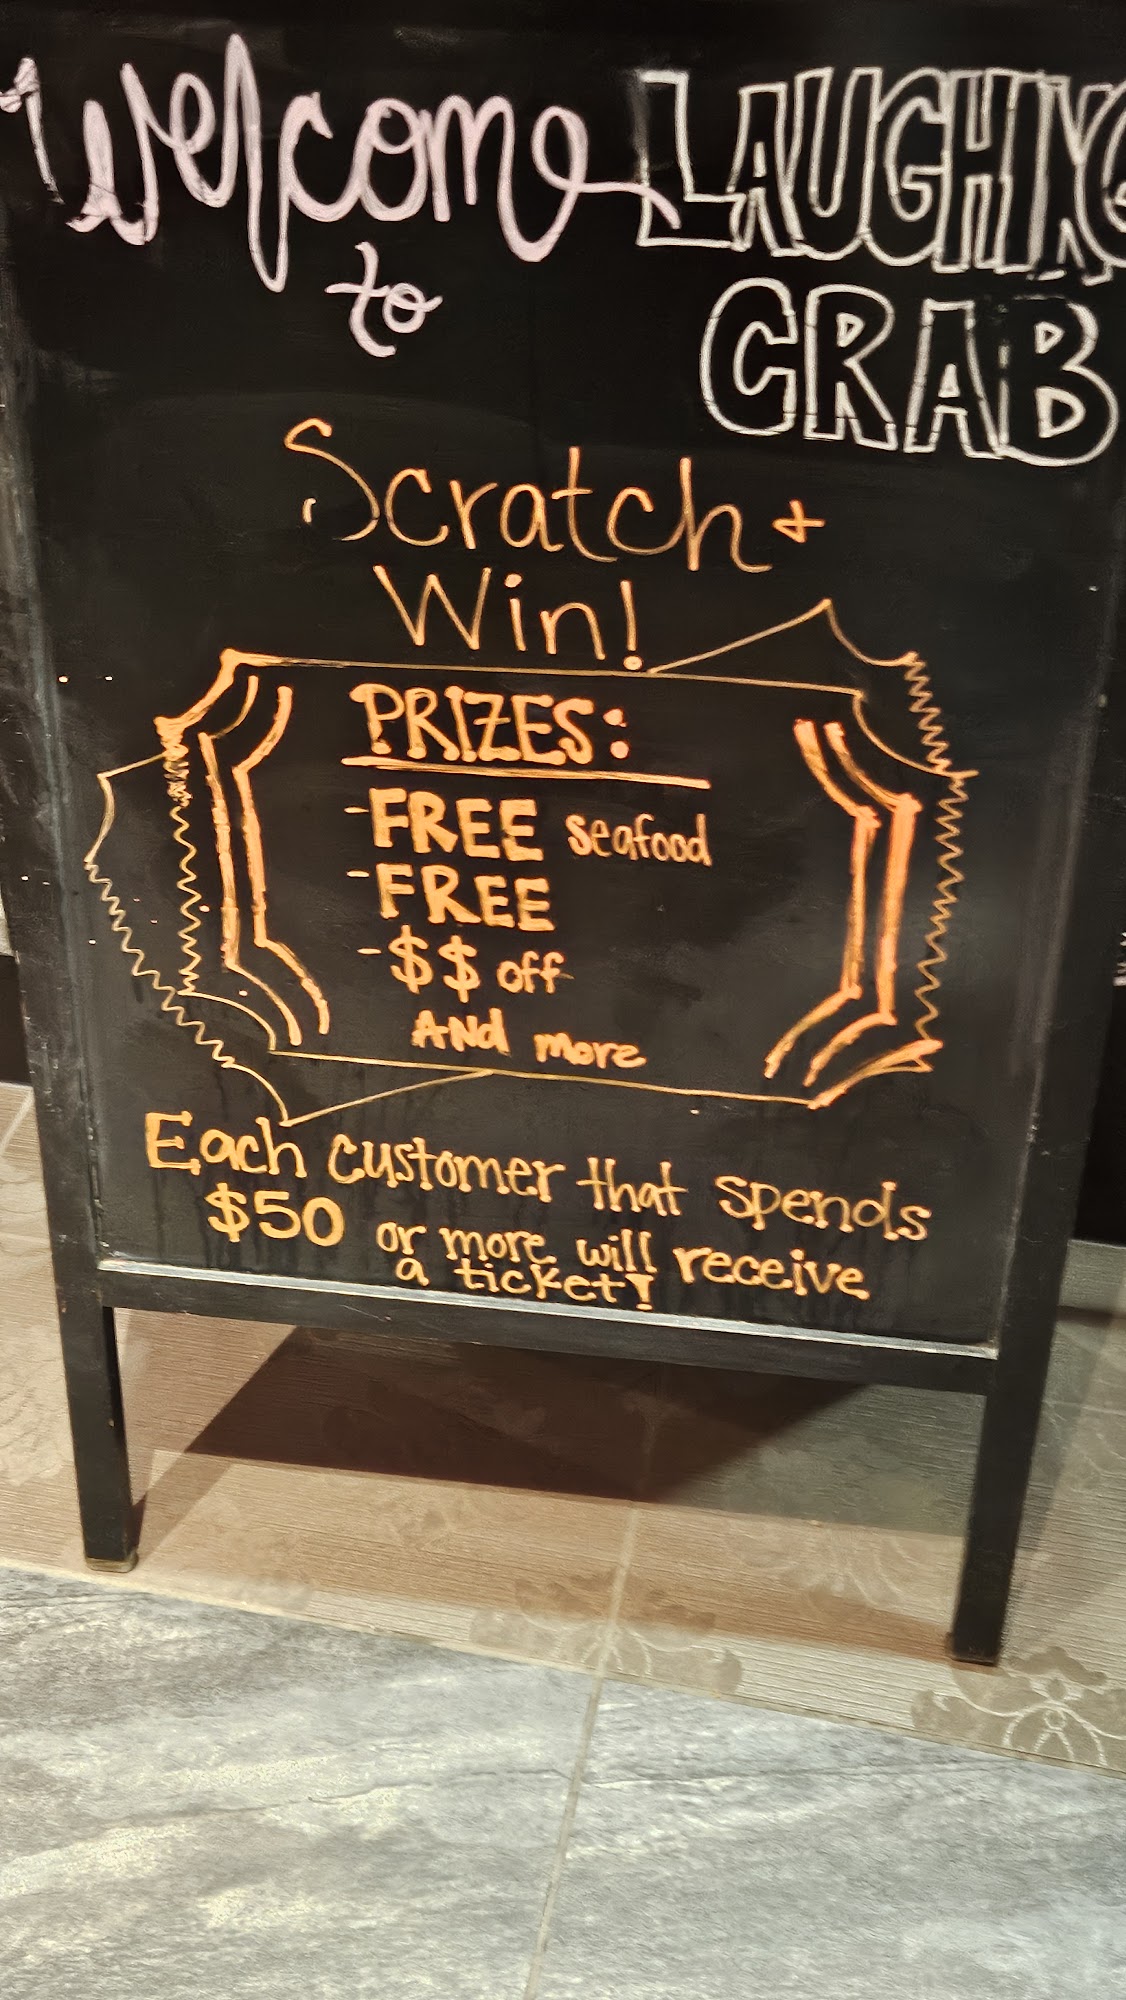 Welcome
to
LAUGHING
CRAB
Scratch +
Win!
PRIZES:
-FREE seafood
-FREE
-$$ off
AND more
Each customer that spends
$50 or more will receive
a ticket!